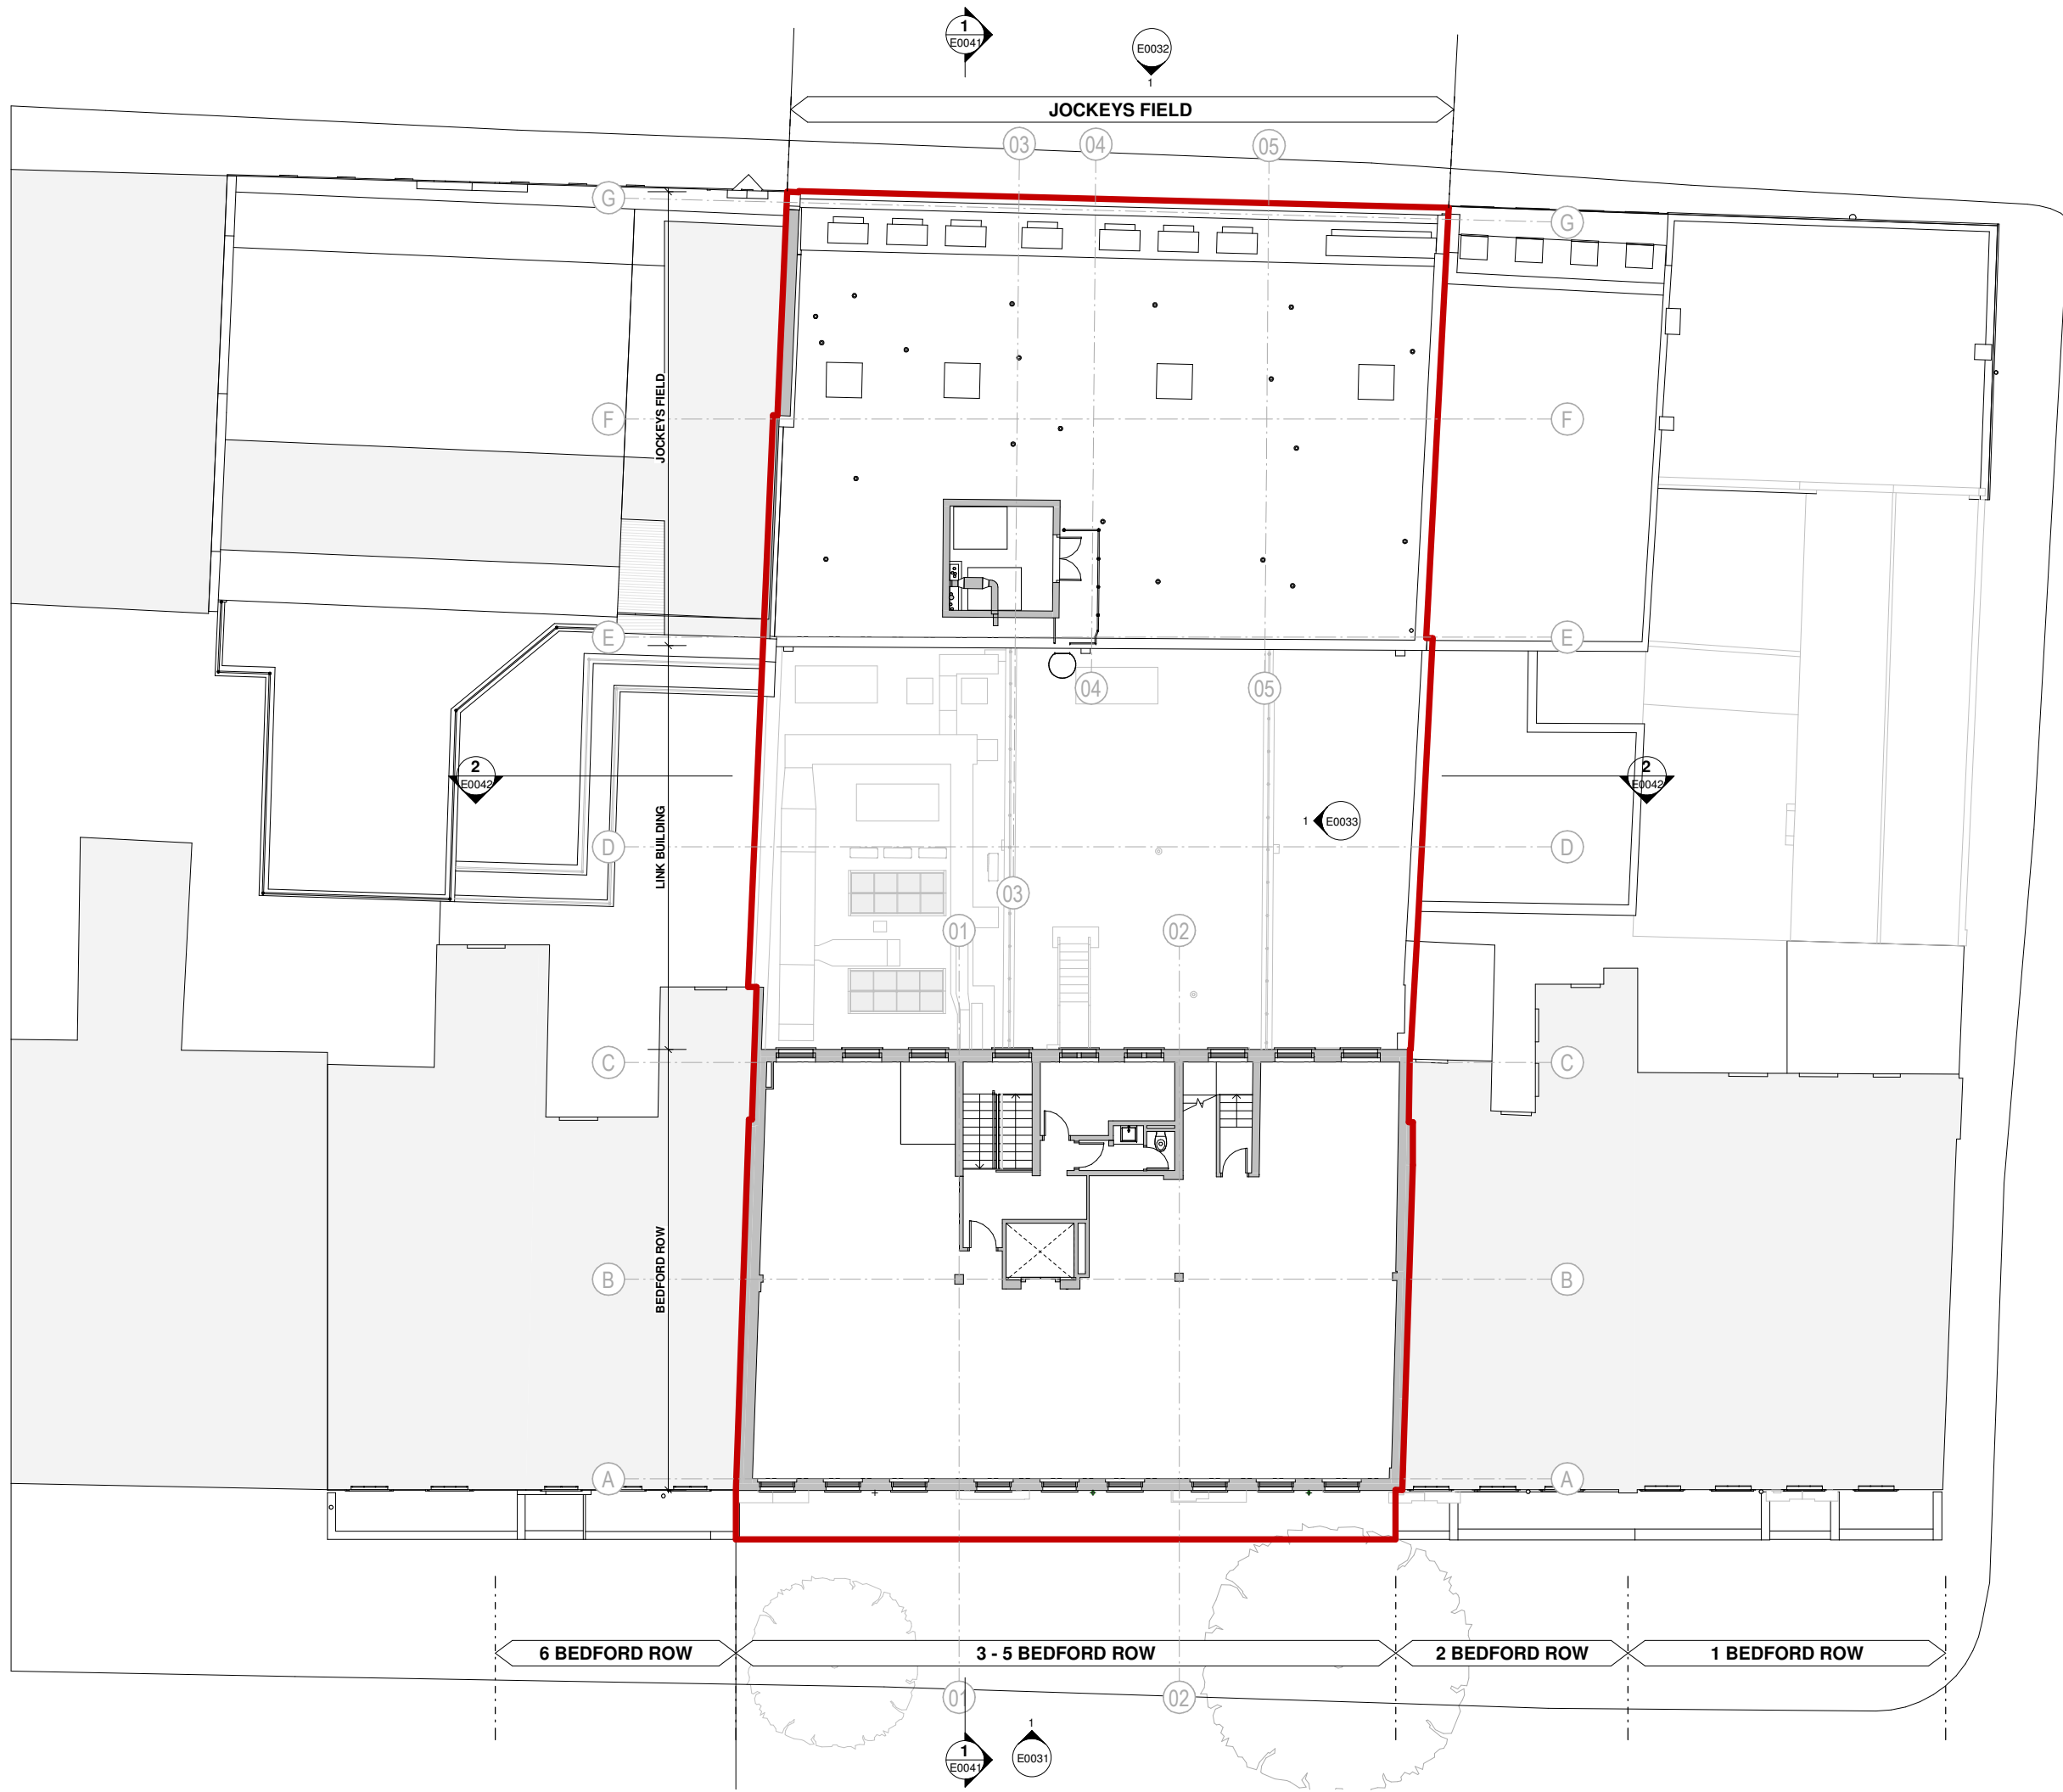 1
E0041
E0032
1
JOCKEYS FIELD
03
04
05
G
G
JOCKEYS FIELD
F
F
E
E
04
05
2
E0042
2
E0042
1
E0033
LINK BUILDING
D
D
03
01
02
C
C
BEDFORD ROW
B
B
A
A
6 BEDFORD ROW
3 - 5 BEDFORD ROW
2 BEDFORD ROW
1 BEDFORD ROW
01
02
1
E0041
1
E0031